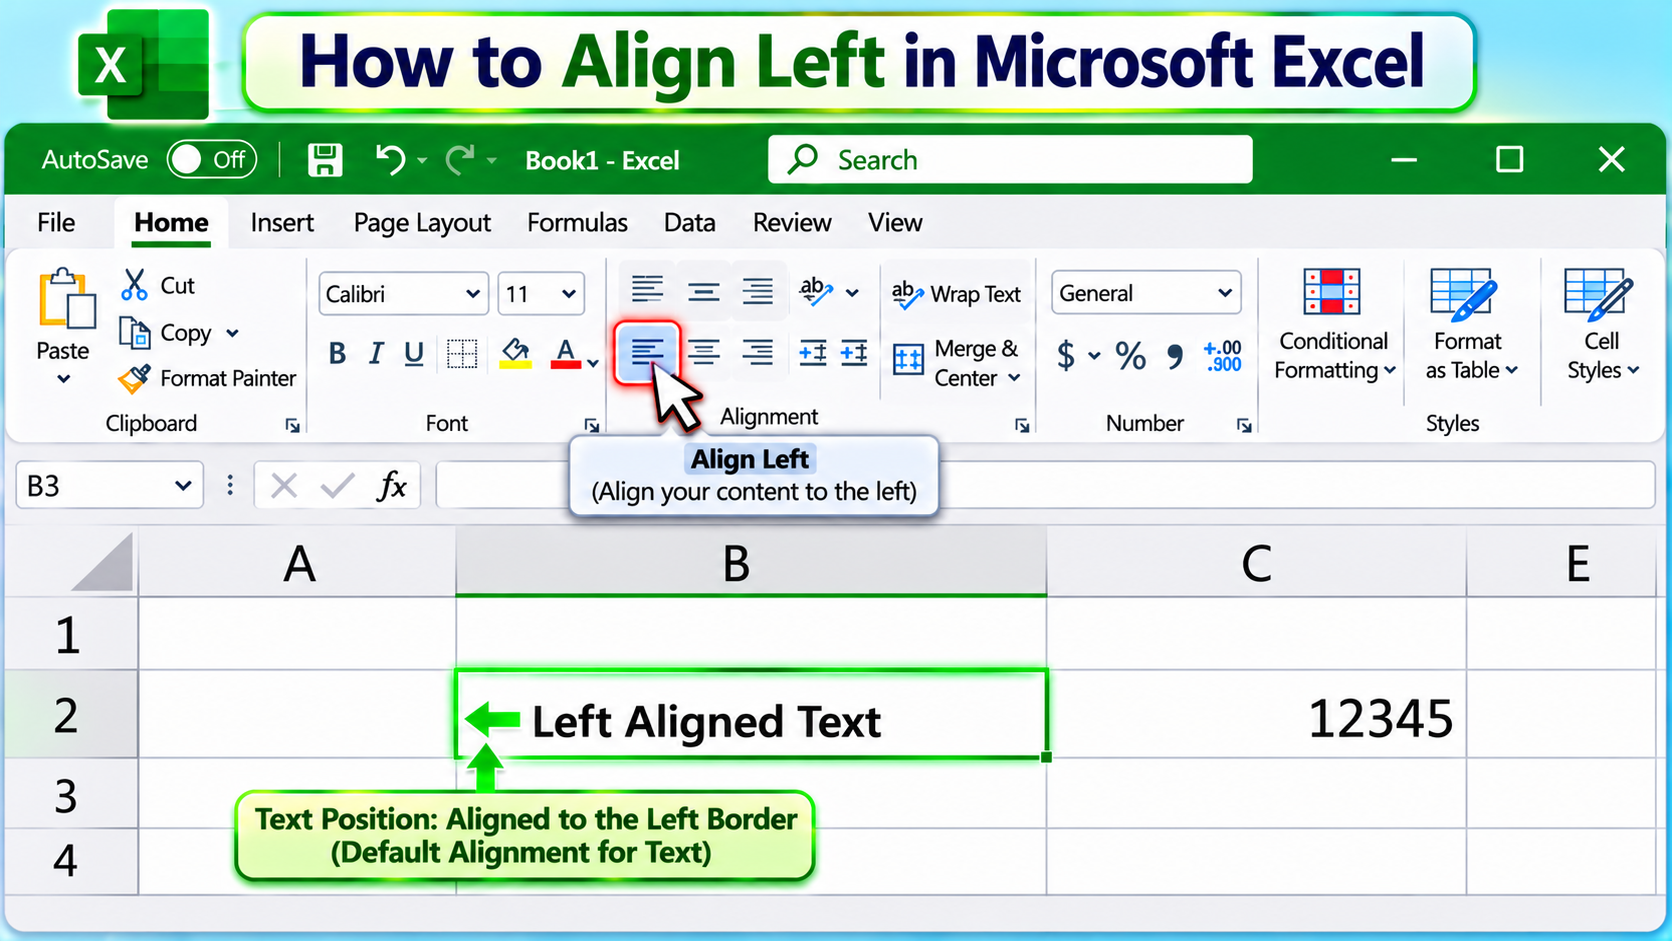 X
How to Align Left in Microsoft Excel
AutoSave Off Book1 - Excel Search
File Home Insert Page Layout Formulas Data Review View
Paste
Cut
Copy
Format Painter
Clipboard
Calibri 11
B I U A
Font
ab
Alignment
ab Wrap Text
Merge &
Center
General
$ % , +.00
.900
Number
Conditional
Formatting
Format
as Table
Cell
Styles
Styles
Align Left
(Align your content to the left)
B3 fx
A B C E
1
2 Left Aligned Text 12345
3
4
Text Position: Aligned to the Left Border
(Default Alignment for Text)